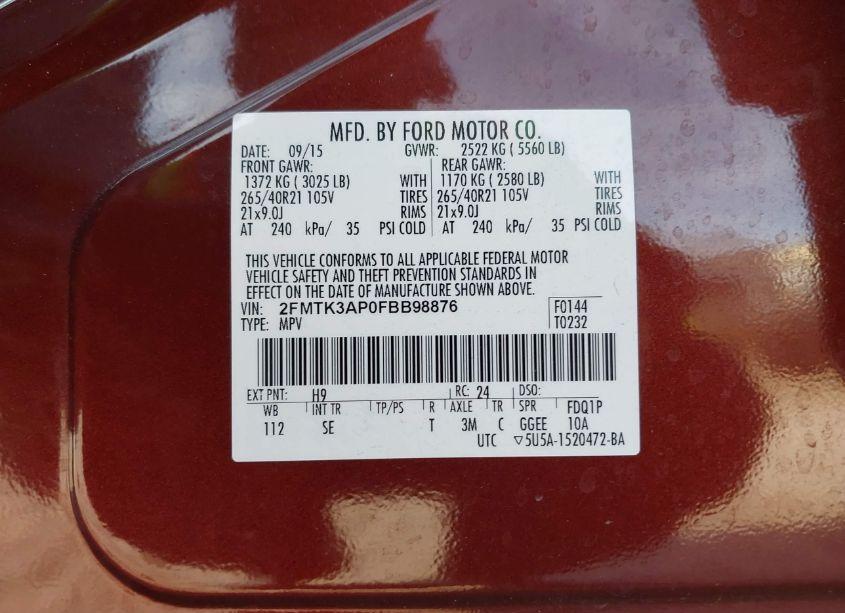 MFD. BY FORD MOTOR CO.
DATE: 09/15 GVWR: 2522 KG ( 5560 LB)
FRONT GAWR: REAR GAWR:
1372 KG ( 3025 LB) WITH 1170 KG ( 2580 LB) WITH
265/40R21 105V TIRES 265/40R21 105V TIRES
21x9.0J RIMS 21x9.0J RIMS
AT 240 kPa/ 35 PSI COLD AT 240 kPa/ 35 PSI COLD
THIS VEHICLE CONFORMS TO ALL APPLICABLE FEDERAL MOTOR
VEHICLE SAFETY AND THEFT PREVENTION STANDARDS IN
EFFECT ON THE DATE OF MANUFACTURE SHOWN ABOVE.
VIN: 2FMTK3AP0FBB98876 F0144
TYPE: MPV T0232
EXT PNT: H9 RC: 24 DSO:
WB INT TR TP/PS R AXLE TR SPR FDQ1P
112 SE T 3M C GGEE 10A
UTC ▽5U5A-1520472-BA